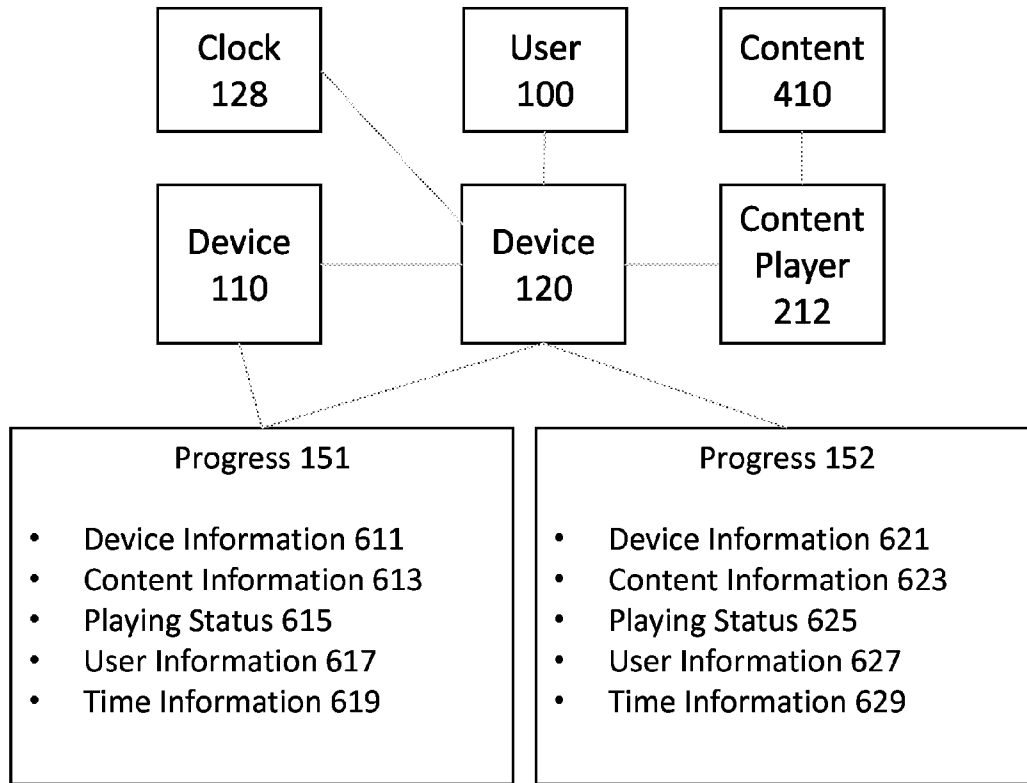 Clock
128
User
100
Content
410
Device
110
Device
120
Content
Player
212
Progress 151
• Device Information 611
• Content Information 613
• Playing Status 615
• User Information 617
• Time Information 619
Progress 152
• Device Information 621
• Content Information 623
• Playing Status 625
• User Information 627
• Time Information 629